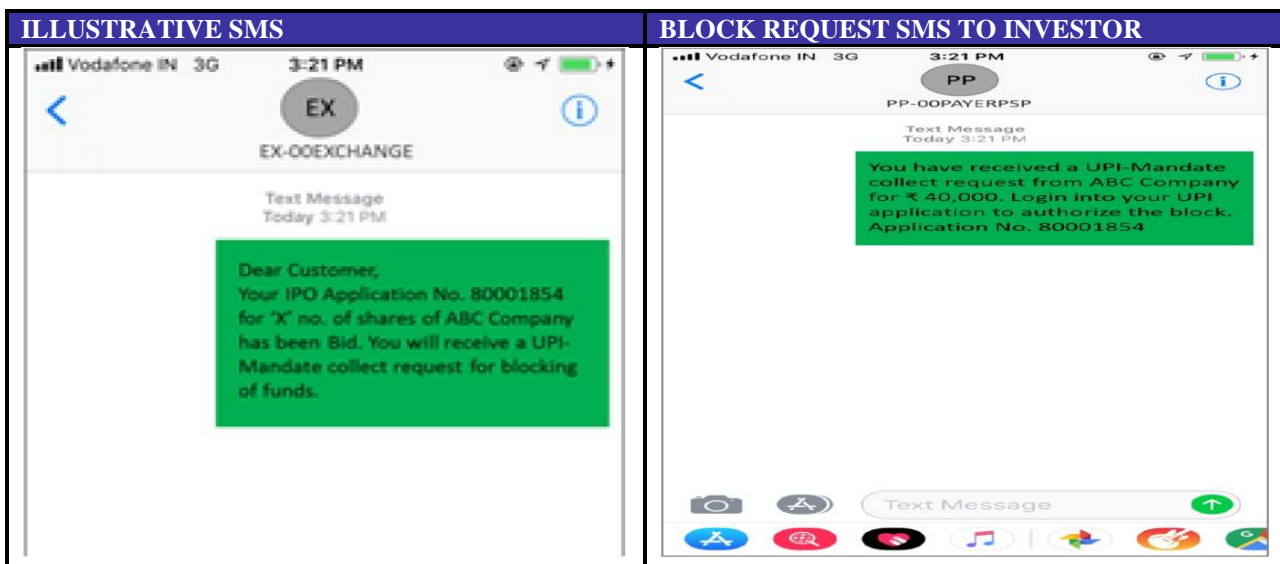 ILLUSTRATIVE SMS
Vodafone IN 3G 3:21 PM
EX
EX-00EXCHANGE
Text Message
Today 3:21 PM
Dear Customer,
Your IPO Application No. 80001854
for 'X' no. of shares of ABC Company
has been Bid. You will receive a UPI-
Mandate collect request for blocking
of funds.
BLOCK REQUEST SMS TO INVESTOR
Vodafone IN 3G 3:21 PM
PP
PP-00PAYERPSP
Text Message
Today 3:21 PM
You have received a UPI-Mandate
collect request from ABC Company
for ₹ 40,000. Login into your UPI
application to authorize the block.
Application No. 80001854
Text Message